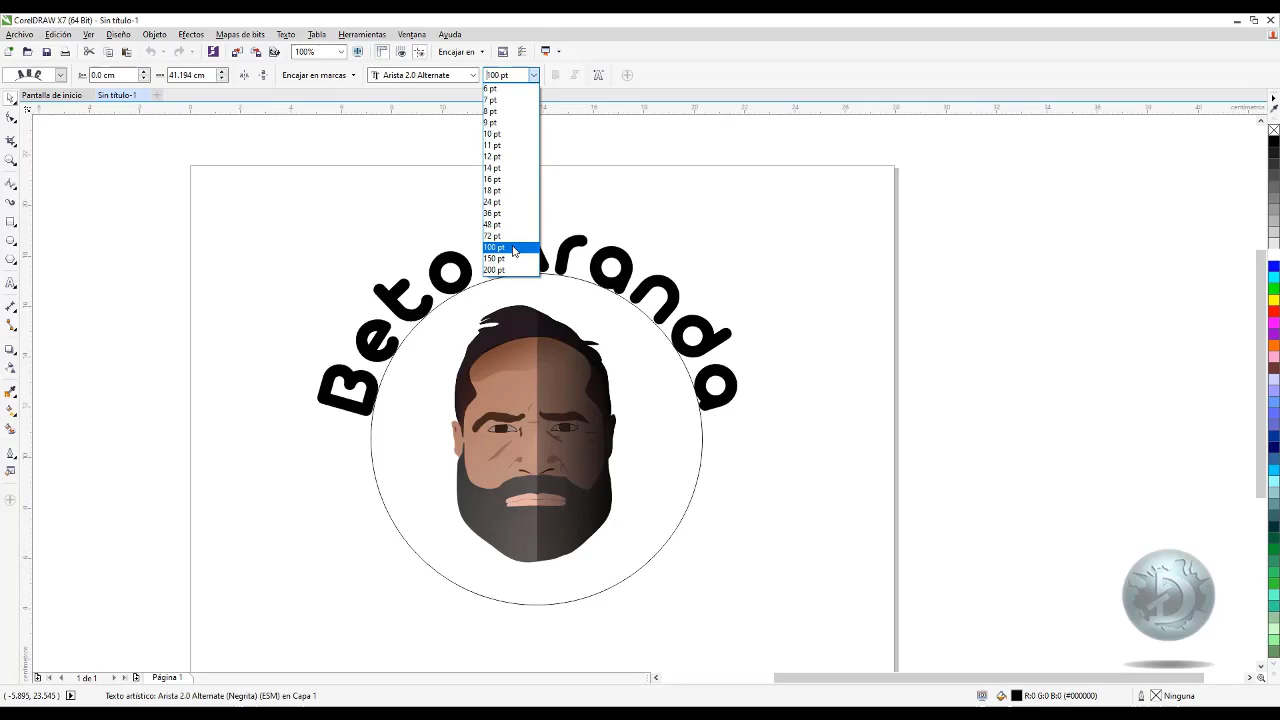 CorelDRAW X7 (64 Bit) - Sin título-1
Archivo Edición Ver Diseño Objeto Efectos Mapas de bits Texto Tabla Herramientas Ventana Ayuda
100% Encajar en
0.0 cm 41.194 cm Encajar en marcas Arista 2.0 Alternate 100 pt
Pantalla de inicio Sin título-1
6 pt
7 pt
8 pt
9 pt
10 pt
11 pt
12 pt
14 pt
16 pt
18 pt
24 pt
36 pt
48 pt
72 pt
100 pt
150 pt
200 pt
centímetros
Beto Aranda
1 de 1 Página 1
( -5.895, 23.545 ) Texto artístico: Arista 2.0 Alternate (Negrita) (ESM) en Capa 1 R:0 G:0 B:0 (#000000) Ninguna